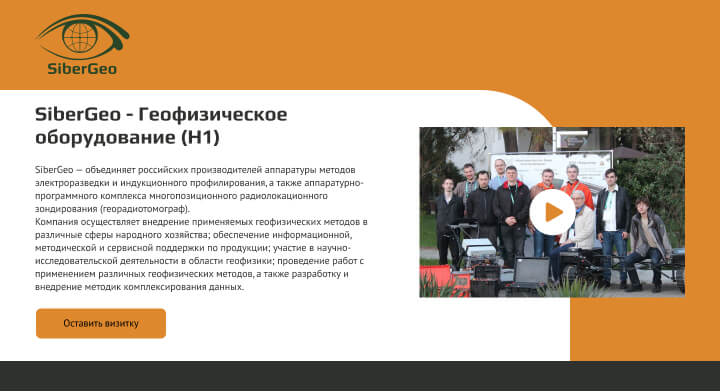 SiberGeo
SiberGeo - Геофизическое
оборудование (H1)
SiberGeo — объединяет российских производителей аппаратуры методов
электроразведки и индукционного профилирования, а также аппаратурно-
программного комплекса многопозиционного радиолокационного
зондирования (георадиотомограф).
Компания осуществляет внедрение применяемых геофизических методов в
различные сферы народного хозяйства; обеспечение информационной,
методической и сервисной поддержки по продукции; участие в научно-
исследовательской деятельности в области геофизики; проведение работ с
применением различных геофизических методов, а также разработку и
внедрение методик комплексирования данных.
Оставить визитку